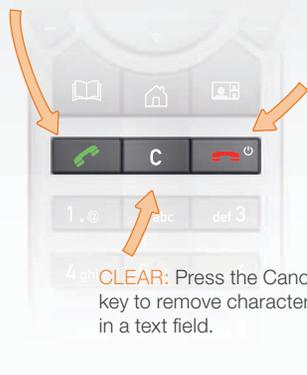 C
1.@ abc def 3
4 ghi
CLEAR: Press the Canc
key to remove character
in a text field.